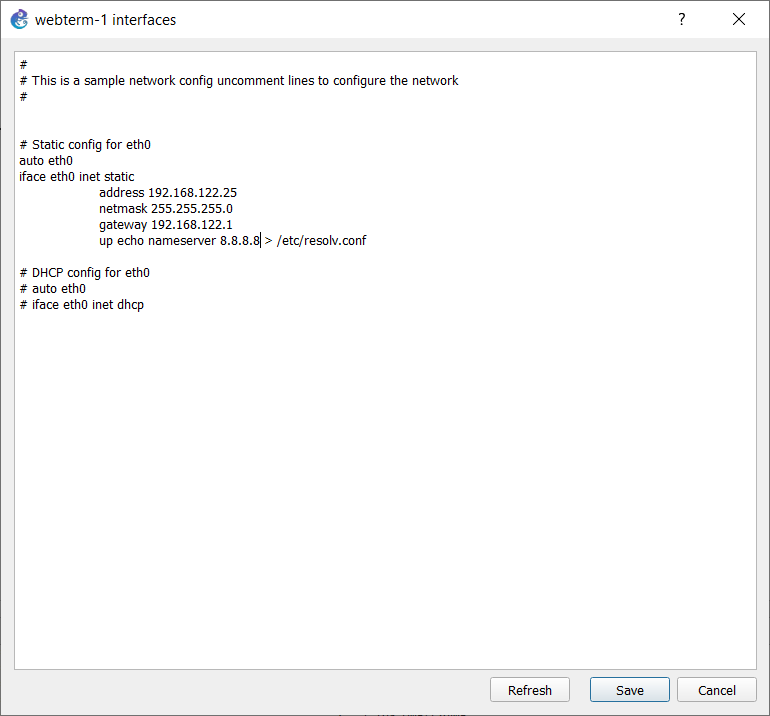 webterm-1 interfaces
?
#
# This is a sample network config uncomment lines to configure the network
#
# Static config for eth0
auto eth0
iface eth0 inet static
address 192.168.122.25
netmask 255.255.255.0
gateway 192.168.122.1
up echo nameserver 8.8.8.8 > /etc/resolv.conf
# DHCP config for eth0
# auto eth0
# iface eth0 inet dhcp
Refresh
Save
Cancel